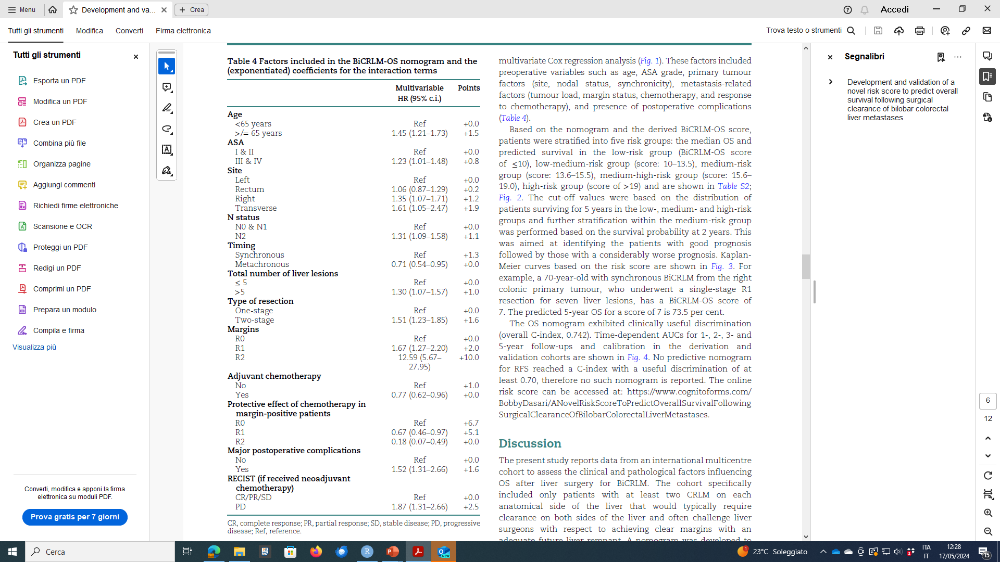 Menu
Development and va...
Crea
Accedi
Tutti gli strumenti
Modifica
Converti
Firma elettronica
Trova testo o strumenti
Tutti gli strumenti
Esporta un PDF
Modifica un PDF
Crea un PDF
Combina più file
Organizza pagine
Aggiungi commenti
Richiedi firme elettroniche
Scansione e OCR
Proteggi un PDF
Redigi un PDF
Comprimi un PDF
Prepara un modulo
Compila e firma
Visualizza più
Converti, modifica e apponi la firma
elettronica su moduli PDF.
Prova gratis per 7 giorni
Table 4 Factors included in the BiCRLM-OS nomogram and the
(exponentiated) coefficients for the interaction terms
Multivariable Points
HR (95% c.i.)
Age
<65 years Ref +0.0
>/= 65 years 1.45 (1.21–1.73) +1.5
ASA
I & II Ref +0.0
III & IV 1.23 (1.01–1.48) +0.8
Site
Left Ref +0.0
Rectum 1.06 (0.87–1.29) +0.2
Right 1.35 (1.07–1.71) +1.2
Transverse 1.61 (1.05–2.47) +1.9
N status
N0 & N1 Ref +0.0
N2 1.31 (1.09–1.58) +1.1
Timing
Synchronous Ref +1.3
Metachronous 0.71 (0.54–0.95) +0.0
Total number of liver lesions
≤ 5 Ref +0.0
>5 1.30 (1.07–1.57) +1.0
Type of resection
One-stage Ref +0.0
Two-stage 1.51 (1.23–1.85) +1.6
Margins
R0 Ref +0.0
R1 1.67 (1.27–2.20) +2.0
R2 12.59 (5.67– +10.0
27.95)
Adjuvant chemotherapy
No Ref +1.0
Yes 0.77 (0.62–0.96) +0.0
Protective effect of chemotherapy in
margin-positive patients
R0 Ref +6.7
R1 0.67 (0.46–0.97) +5.1
R2 0.18 (0.07–0.49) +0.0
Major postoperative complications
No Ref +0.0
Yes 1.52 (1.31–2.66) +1.6
RECIST (if received neoadjuvant
chemotherapy)
CR/PR/SD Ref +0.0
PD 1.87 (1.31–2.66) +2.5
CR, complete response; PR, partial response; SD, stable disease; PD, progressive
disease; Ref, reference.
multivariate Cox regression analysis (Fig. 1). These factors included
preoperative variables such as age, ASA grade, primary tumour
factors (site, nodal status, synchronicity), metastasis-related
factors (tumour load, margin status, chemotherapy, and response
to chemotherapy), and presence of postoperative complications
(Table 4).
Based on the nomogram and the derived BiCRLM-OS score,
patients were stratified into five risk groups: the median OS and
predicted survival in the low-risk group (BiCRLM-OS score
of ≤10), low-medium-risk group (score: 10–13.5), medium-risk
group (score: 13.6–15.5), medium-high-risk group (score: 15.6–
19.0), high-risk group (score of >19) and are shown in Table S2;
Fig. 2. The cut-off values were based on the distribution of
patients surviving for 5 years in the low-, medium- and high-risk
groups and further stratification within the medium-risk group
was performed based on the survival probability at 2 years. This
was aimed at identifying the patients with good prognosis
followed by those with a considerably worse prognosis. Kaplan-
Meier curves based on the risk score are shown in Fig. 3. For
example, a 70-year-old with synchronous BiCRLM from the right
colonic primary tumour, who underwent a single-stage R1
resection for seven liver lesions, has a BiCRLM-OS score of
7. The predicted 5-year OS for a score of 7 is 73.5 per cent.
The OS nomogram exhibited clinically useful discrimination
(overall C-index, 0.742). Time-dependent AUCs for 1-, 2-, 3- and
5-year follow-ups and calibration in the derivation and
validation cohorts are shown in Fig. 4. No predictive nomogram
for RFS reached a C-index with a useful discrimination of at
least 0.70, therefore no such nomogram is reported. The online
risk score can be accessed at: https://www.cognitoforms.com/
BobbyDasari/ANovelRiskScoreToPredictOverallSurvivalFollowing
SurgicalClearanceOfBilobarColorectalLiverMetastases.
Discussion
The present study reports data from an international multicentre
cohort to assess the clinical and pathological factors influencing
OS after liver surgery for BiCRLM. The cohort specifically
included only patients with at least two CRLM on each
anatomical side of the liver that would typically require
clearance on both sides of the liver and often challenge liver
surgeons with respect to achieving clear margins with an
adequate future liver remnant. A nomogram was developed to
Segnalibri
Development and validation of a
novel risk score to predict overall
survival following surgical
clearance of bilobar colorectal
liver metastases
6
12
Cerca
23°C Soleggiato
ITA
IT
12:28
17/05/2024
15